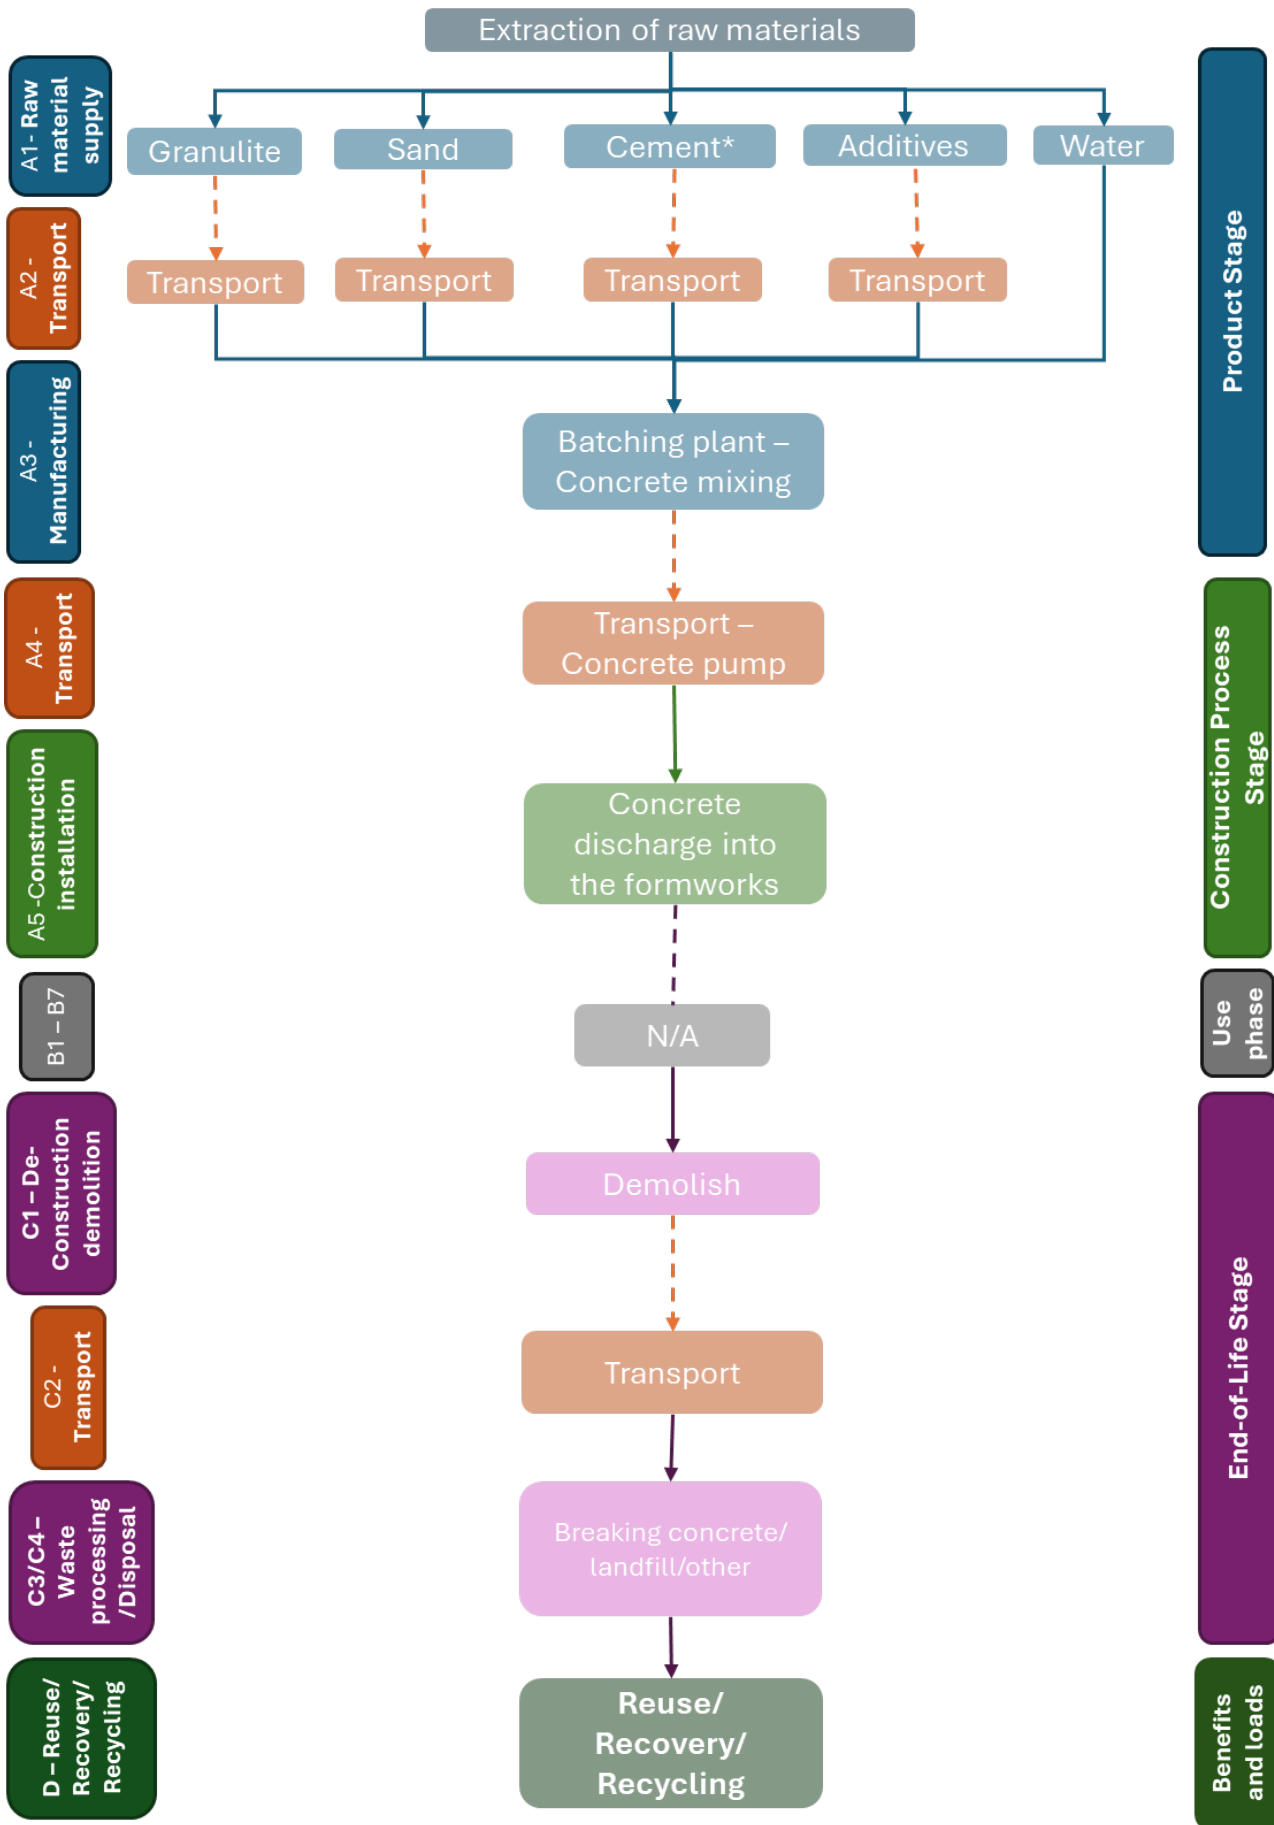 Extraction of raw materials
A1- Raw
material
supply
Granulite
Sand
Cement*
Additives
Water
A2 -
Transport
Transport
Transport
Transport
Transport
Product Stage
A3 -
Manufacturing
Batching plant –
Concrete mixing
A4 -
Transport
Transport –
Concrete pump
Construction Process
Stage
A5 -Construction
installation
Concrete
discharge into
the formworks
B1 – B7
N/A
Use
phase
C1 – De-
Construction
demolition
Demolish
End-of-Life Stage
C2 -
Transport
Transport
C3/C4 –
Waste
processing
/Disposal
Breaking concrete/
landfill/other
D – Reuse/
Recovery/
Recycling
Reuse/
Recovery/
Recycling
Benefits
and loads